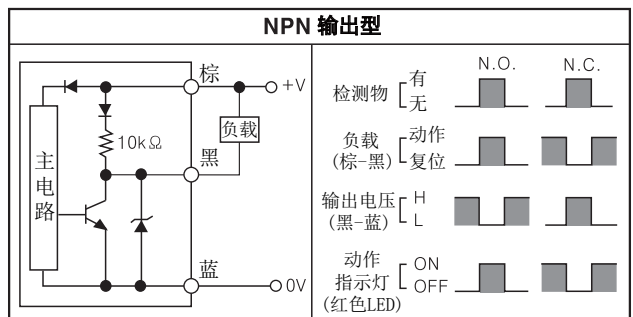 NPN 输出型
棕
+V
负载
10kΩ
黑
主电路
蓝
0V
N.O.
N.C.
检测物
有
无
负载
(棕-黑)
动作
复位
输出电压
(黑-蓝)
H
L
动作
指示灯
(红色LED)
ON
OFF